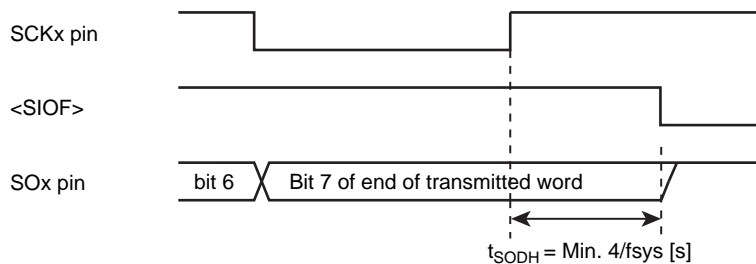 SCKx pin
<SIOF>
SOx pin
bit 6
Bit 7 of end of transmitted word
tSODH = Min. 4/fsys [s]